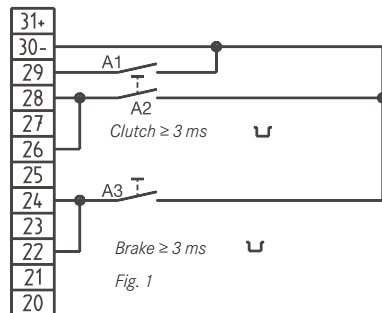 31+
30-
29
A1
28
A2
27
Clutch ≥ 3 ms
26
25
24
A3
23
22
Brake ≥ 3 ms
21
Fig. 1
20